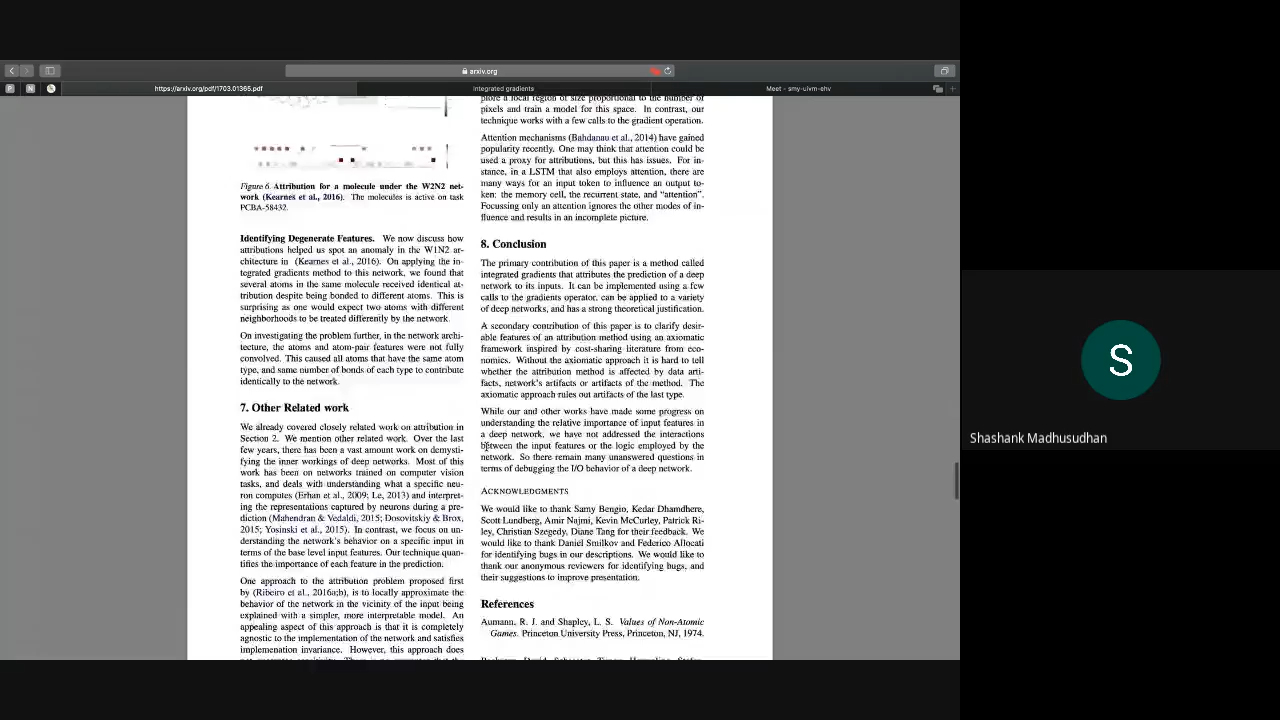 arxiv.org
https://arxiv.org/pdf/1703.01365.pdf
Integrated gradients
Meet - smy-uivm-ehv
Figure 6. Attribution for a molecule under the W2N2 net-
work (Kearnes et al., 2016). The molecules is active on task
PCBA-58432.
Identifying Degenerate Features. We now discuss how
attributions helped us spot an anomaly in the W1N2 ar-
chitecture in (Kearnes et al., 2016). On applying the in-
tegrated gradients method to this network, we found that
several atoms in the same molecule received identical at-
tribution despite being bonded to different atoms. This is
surprising as one would expect two atoms with different
neighborhoods to be treated differently by the network.
On investigating the problem further, in the network archi-
tecture, the atoms and atom-pair features were not fully
convolved. This caused all atoms that have the same atom
type, and same number of bonds of each type to contribute
identically to the network.
7. Other Related work
We already covered closely related work on attribution in
Section 2. We mention other related work. Over the last
few years, there has been a vast amount work on demysti-
fying the inner workings of deep networks. Most of this
work has been on networks trained on computer vision
tasks, and deals with understanding what a specific neu-
ron computes (Erhan et al., 2009; Le, 2013) and interpret-
ing the representations captured by neurons during a pre-
diction (Mahendran & Vedaldi, 2015; Dosovitskiy & Brox,
2015; Yosinski et al., 2015). In contrast, we focus on un-
derstanding the network's behavior on a specific input in
terms of the base level input features. Our technique quan-
tifies the importance of each feature in the prediction.
One approach to the attribution problem proposed first
by (Ribeiro et al., 2016a;b), is to locally approximate the
behavior of the network in the vicinity of the input being
explained with a simpler, more interpretable model. An
appealing aspect of this approach is that it is completely
agnostic to the implementation of the network and satisfies
implemenation invariance. However, this approach does
plore a local region of size proportional to the number of
pixels and train a model for this space. In contrast, our
technique works with a few calls to the gradient operation.
Attention mechanisms (Bahdanau et al., 2014) have gained
popularity recently. One may think that attention could be
used a proxy for attributions, but this has issues. For in-
stance, in a LSTM that also employs attention, there are
many ways for an input token to influence an output to-
ken: the memory cell, the recurrent state, and “attention”.
Focussing only an attention ignores the other modes of in-
fluence and results in an incomplete picture.
8. Conclusion
The primary contribution of this paper is a method called
integrated gradients that attributes the prediction of a deep
network to its inputs. It can be implemented using a few
calls to the gradients operator, can be applied to a variety
of deep networks, and has a strong theoretical justification.
A secondary contribution of this paper is to clarify desir-
able features of an attribution method using an axiomatic
framework inspired by cost-sharing literature from eco-
nomics. Without the axiomatic approach it is hard to tell
whether the attribution method is affected by data arti-
facts, network's artifacts or artifacts of the method. The
axiomatic approach rules out artifacts of the last type.
While our and other works have made some progress on
understanding the relative importance of input features in
a deep network, we have not addressed the interactions
between the input features or the logic employed by the
network. So there remain many unanswered questions in
terms of debugging the I/O behavior of a deep network.
ACKNOWLEDGMENTS
We would like to thank Samy Bengio, Kedar Dhamdhere,
Scott Lundberg, Amir Najmi, Kevin McCurley, Patrick Ri-
ley, Christian Szegedy, Diane Tang for their feedback. We
would like to thank Daniel Smilkov and Federico Allocati
for identifying bugs in our descriptions. We would like to
thank our anonymous reviewers for identifying bugs, and
their suggestions to improve presentation.
References
Aumann, R. J. and Shapley, L. S. Values of Non-Atomic
Games. Princeton University Press, Princeton, NJ, 1974.
S
Shashank Madhusudhan